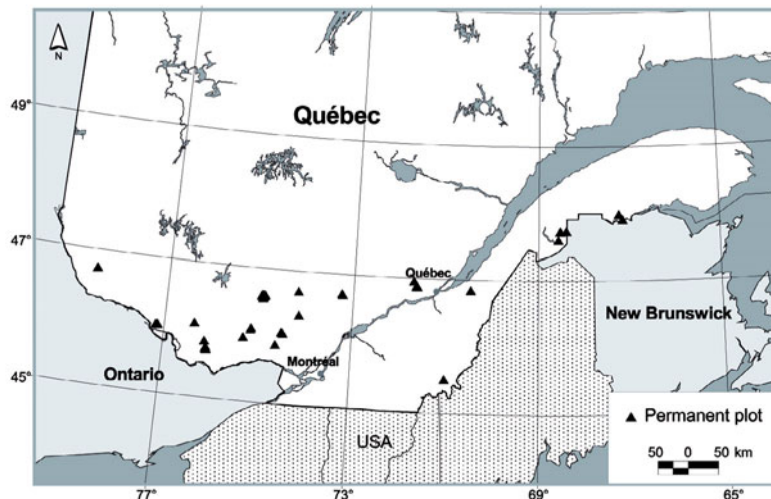 N
49°
Québec
47°
Québec
New Brunswick
Montréal
Ontario
45°
Permanent plot
USA
50 0 50 km
77°
73°
69°
65°